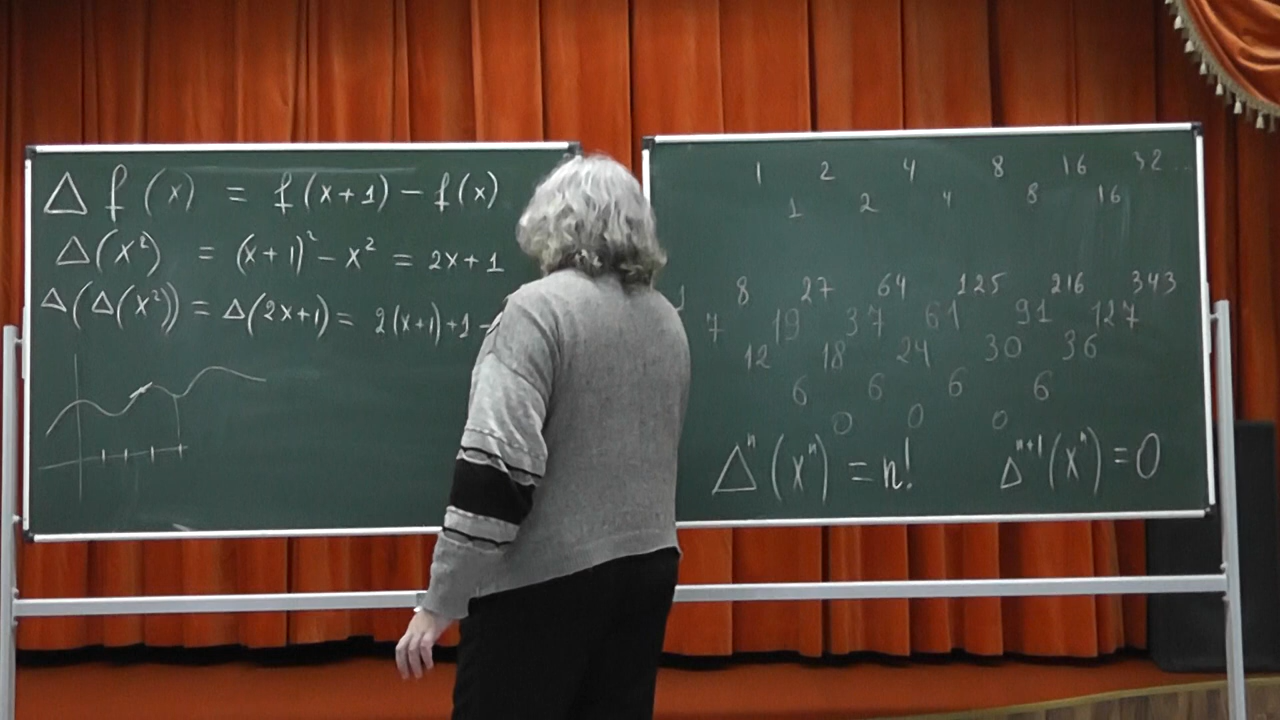 Δ f (x) = f (x+1) − f(x)
Δ(x²) = (x+1)² − x² = 2x+1
Δ(Δ(x²)) = Δ(2x+1) = 2(x+1)+1 −
1 2 4 8 16 32...
1 2 4 8 16
1 8 27 64 125 216 343
7 19 37 61 91 127
12 18 24 30 36
6 6 6 6
0 0 0
Δⁿ(xⁿ) = n! Δⁿ⁺¹(xⁿ) = 0